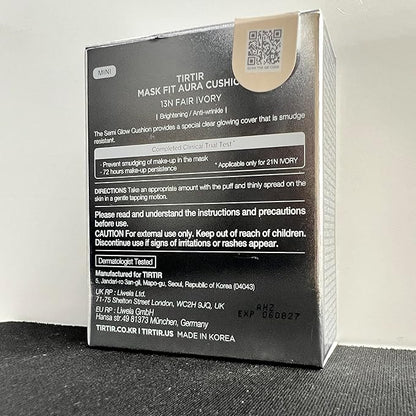 MINI
TIRTIR
MASK FIT AURA CUSHIO
13N FAIR IVORY
| Brightening / Anti-wrinkle |
The Semi Glow Cushion provides a special clear glowing cover that is smudge
resistant.
Completed Clinical Trial Test*
- Prevent smudging of make-up in the mask
- 72 hours make-up persistence
* Applicable only for 21N IVORY
DIRECTIONS Take an appropriate amount with the puff and thinly spread on the
skin in a gentle tapping motion.
Please read and understand the instructions and precautions
before use.
CAUTION For external use only. Keep out of reach of children.
Discontinue use if signs of irritations or rashes appear.
Dermatologist Tested
Manufactured for TIRTIR
5, Jandari-ro 3an-gil, Mapo-gu, Seoul, Republic of Korea (04043)
UK RP : Liwela Ltd.
71-75 Shelton Street London, WC2H 9JQ, UK
EU RP : Liwela GmbH
Hansa str.49 81373 München, Germany
TIRTIR.CO.KR | TIRTIR.US MADE IN KOREA
EXP 060827